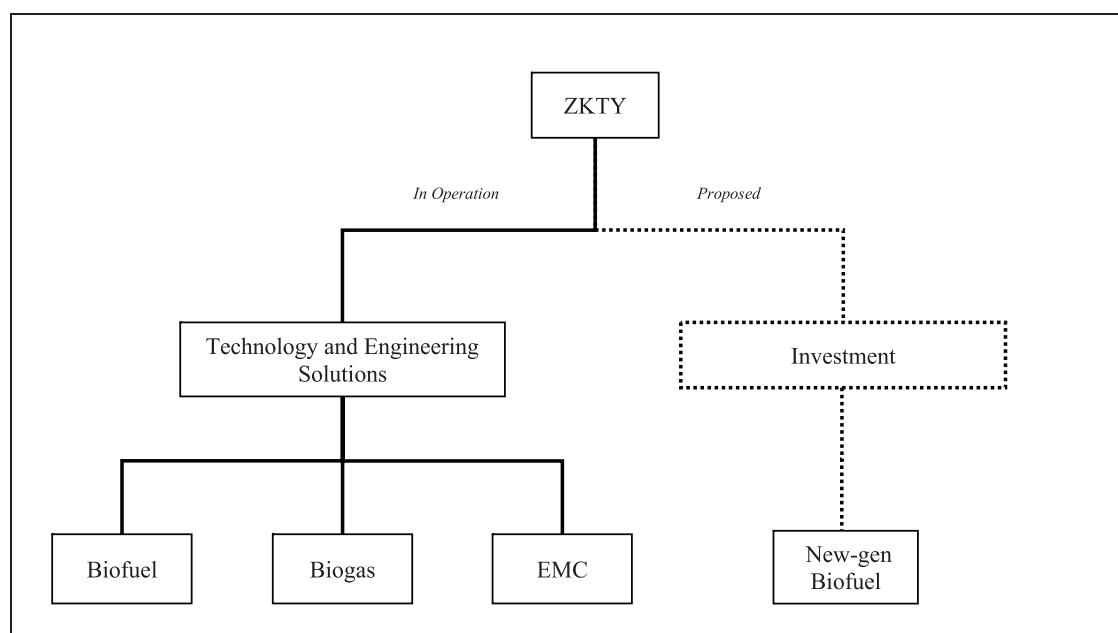 ZKTY
In Operation
Proposed
Technology and Engineering
Solutions
Investment
Biofuel
Biogas
EMC
New-gen
Biofuel